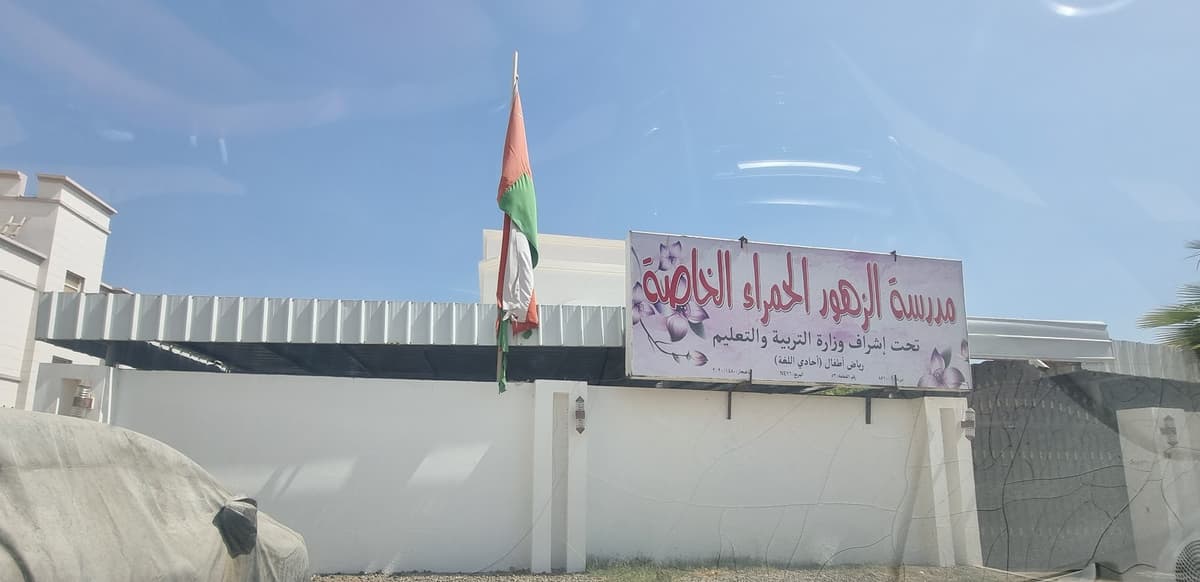 مدرسة الزهور الحمراء الخاصة
تحت إشراف وزارة التربية والتعليم
رياض أطفال (أحادي اللغة)